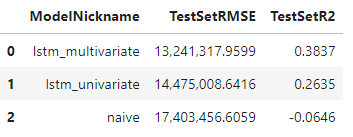 ModelNickname TestSetRMSE TestSetR2
0 lstm_multivariate 13,241,317.9599 0.3837
1 lstm_univariate 14,475,008.6416 0.2635
2 naive 17,403,456.6059 -0.0646